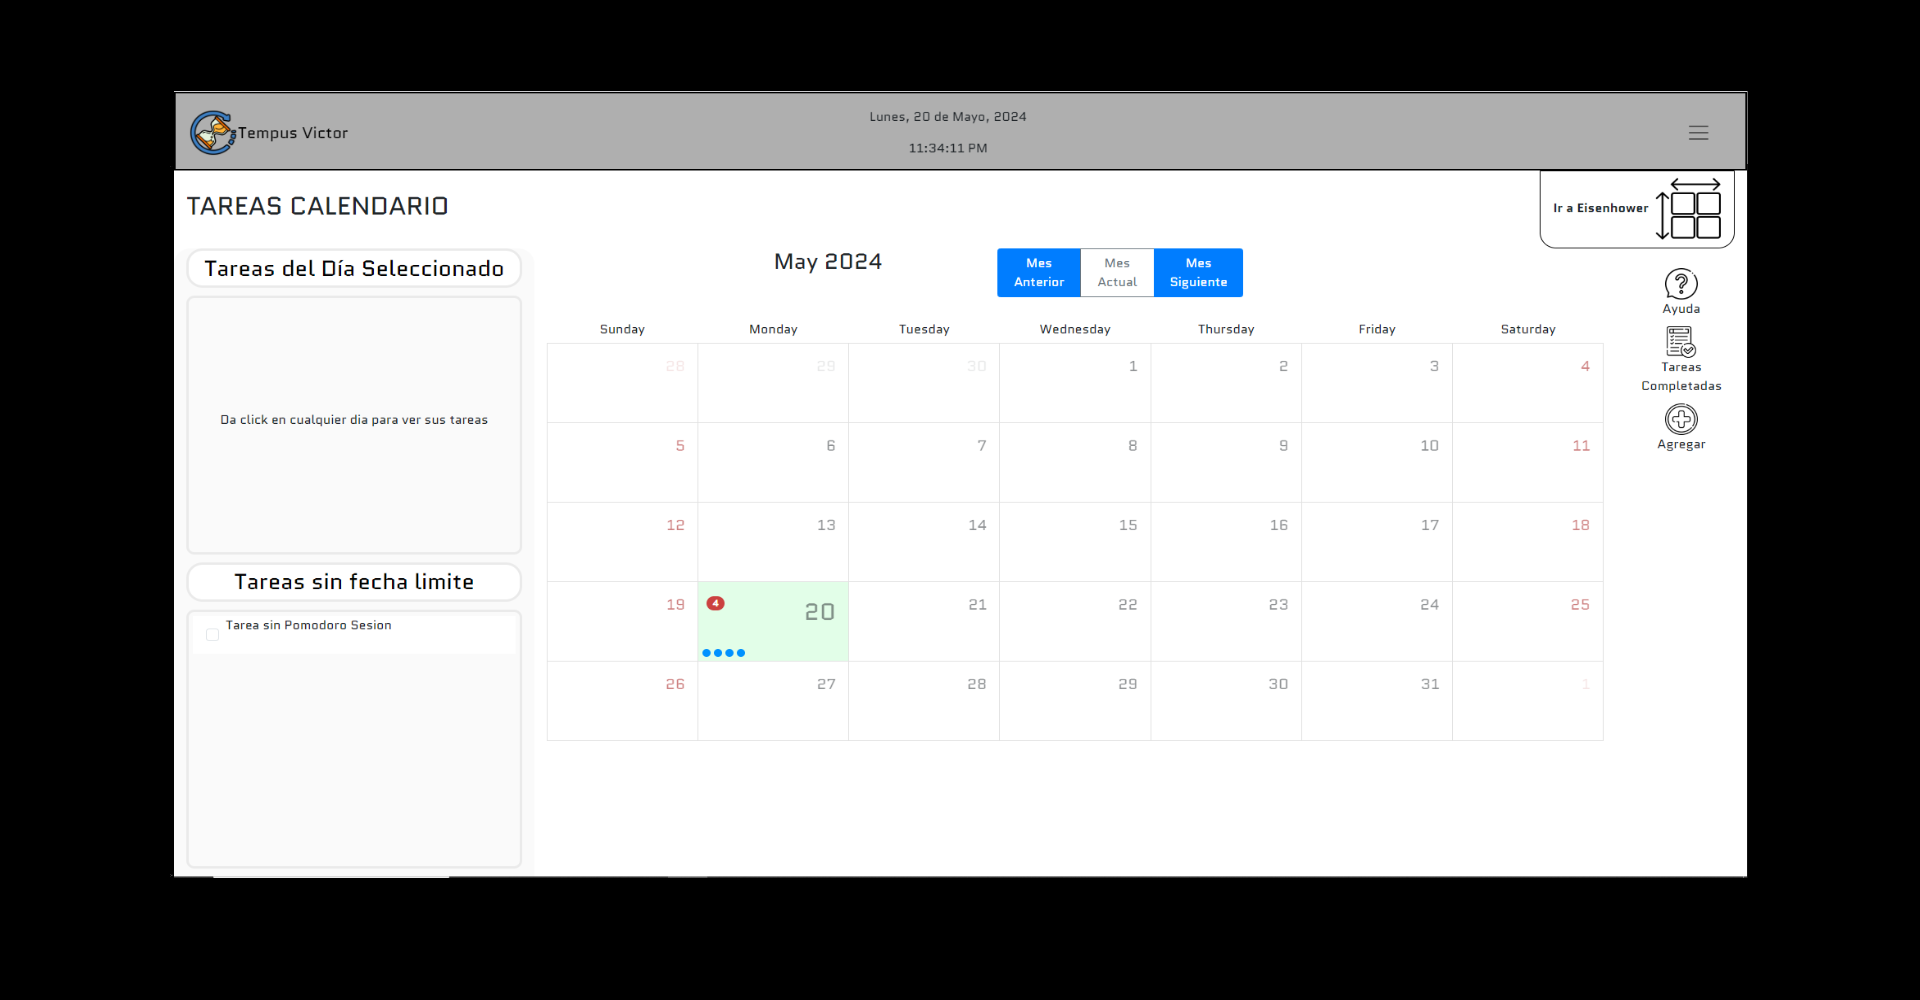 Tempus Victor
Lunes, 20 de Mayo, 2024
11:34:11 PM
TAREAS CALENDARIO
Ir a Eisenhower
Tareas del Día Seleccionado
Da click en cualquier dia para ver sus tareas
Tareas sin fecha limite
Tarea sin Pomodoro Sesion
May 2024
Mes Anterior
Mes Actual
Mes Siguiente
Sunday Monday Tuesday Wednesday Thursday Friday Saturday
28 29 30 1 2 3 4
5 6 7 8 9 10 11
12 13 14 15 16 17 18
19 4 20 21 22 23 24 25
26 27 28 29 30 31 1
Ayuda
Tareas
Completadas
Agregar